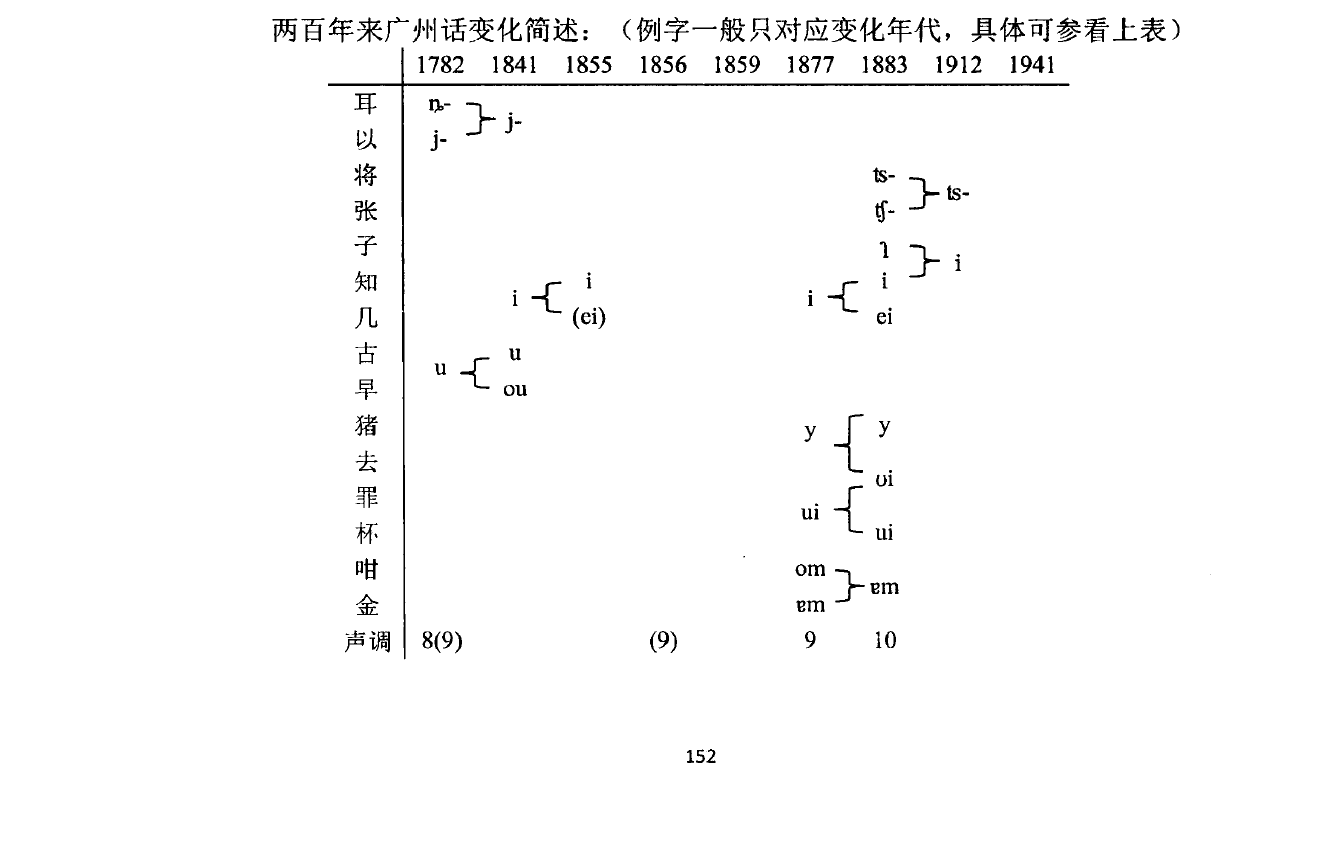 两百年来广州话变化简述：（例字一般只对应变化年代，具体可参看上表）
1782 1841 1855 1856 1859 1877 1883 1912 1941
耳 ȵ- j-
以 j-
将 ts- ts-
张 tʃ-
子 ɿ i
知 i i i i
几 (ei) ei
古 u u
早 ou
猪 y y
去 ʋi
罪 ui
杯 ui
咁 om ɐm
金 ɐm
声调 8(9) (9) 9 10
152